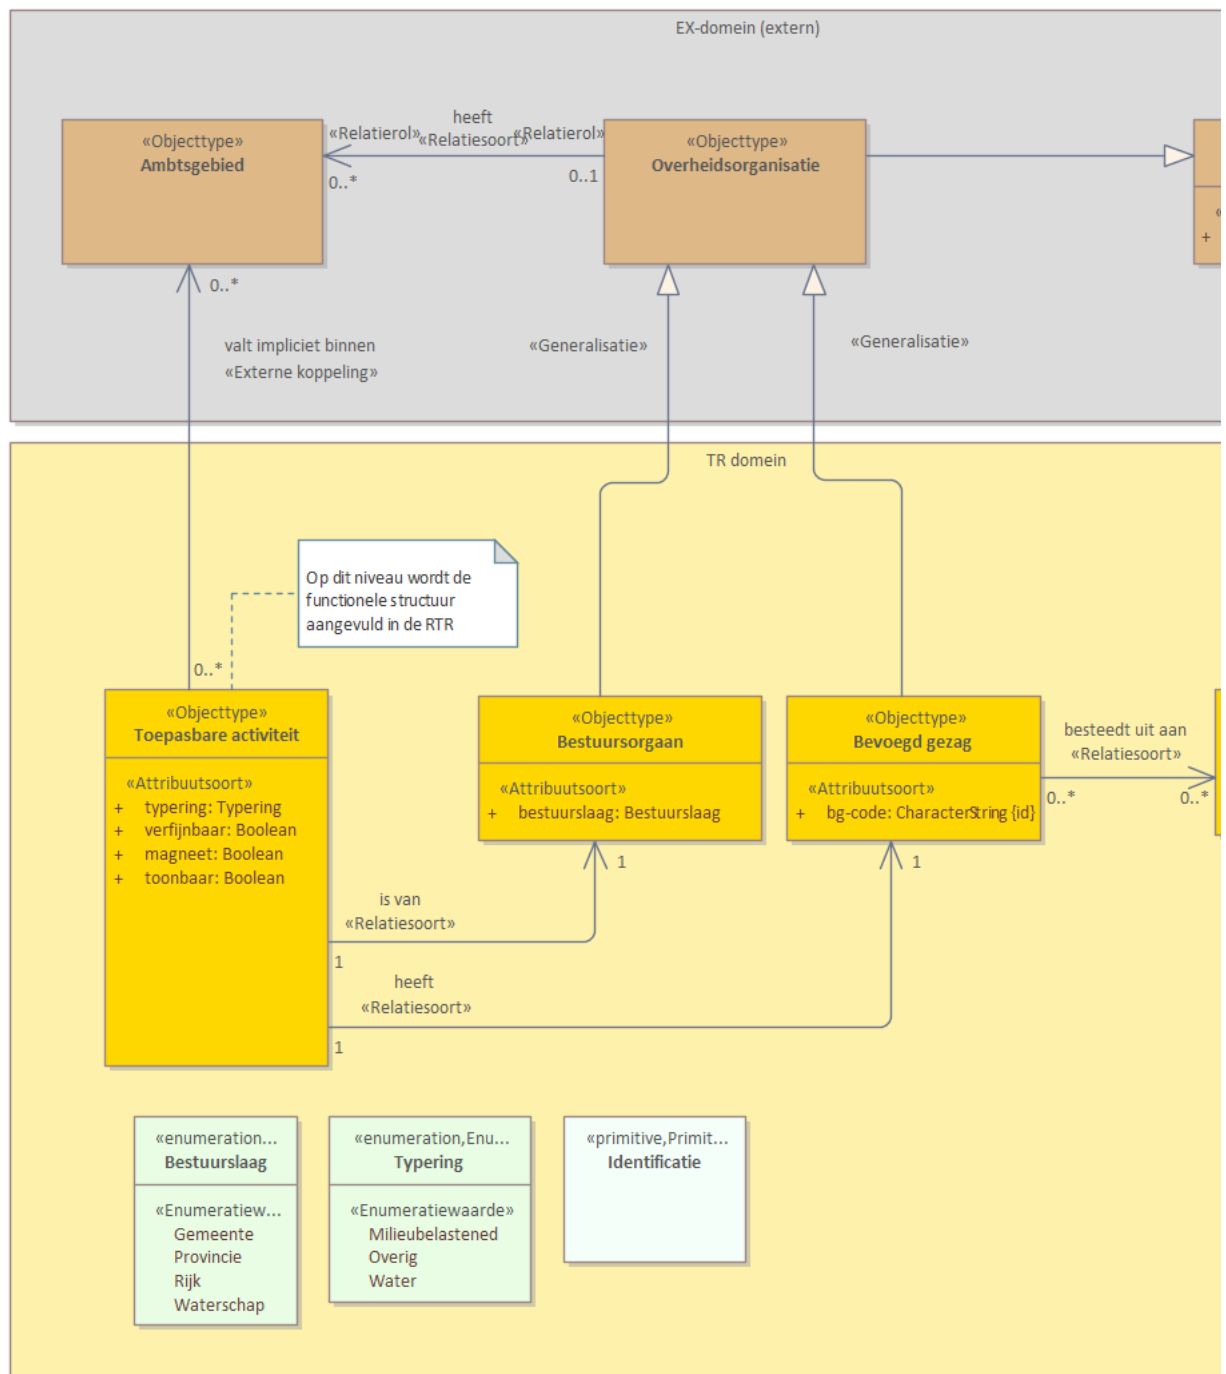 EX-domein (extern)
«Objecttype»
Ambtsgebied
«Relatierol»
heeft
«Relatiesoort»
«Relatierol»
0..*
0..1
«Objecttype»
Overheidsorganisatie
«
+
0..*
valt impliciet binnen
«Externe koppeling»
«Generalisatie»
«Generalisatie»
TR domein
Op dit niveau wordt de
functionele structuur
aangevuld in de RTR
0..*
«Objecttype»
Toepasbare activiteit
«Attribuutsoort»
+ typering: Typering
+ verfijnbaar: Boolean
+ magneet: Boolean
+ toonbaar: Boolean
«Objecttype»
Bestuursorgaan
«Attribuutsoort»
+ bestuurslaag: Bestuurslaag
«Objecttype»
Bevoegd gezag
«Attribuutsoort»
+ bg-code: CharacterString {id}
besteedt uit aan
«Relatiesoort»
0..*
0..*
1
1
is van
«Relatiesoort»
1
heeft
«Relatiesoort»
1
«enumeration...
Bestuurslaag
«Enumeratiew...
Gemeente
Provincie
Rijk
Waterschap
«enumeration,Enu...
Typering
«Enumeratiewaarde»
Milieubelastened
Overig
Water
«primitive,Primit...
Identificatie